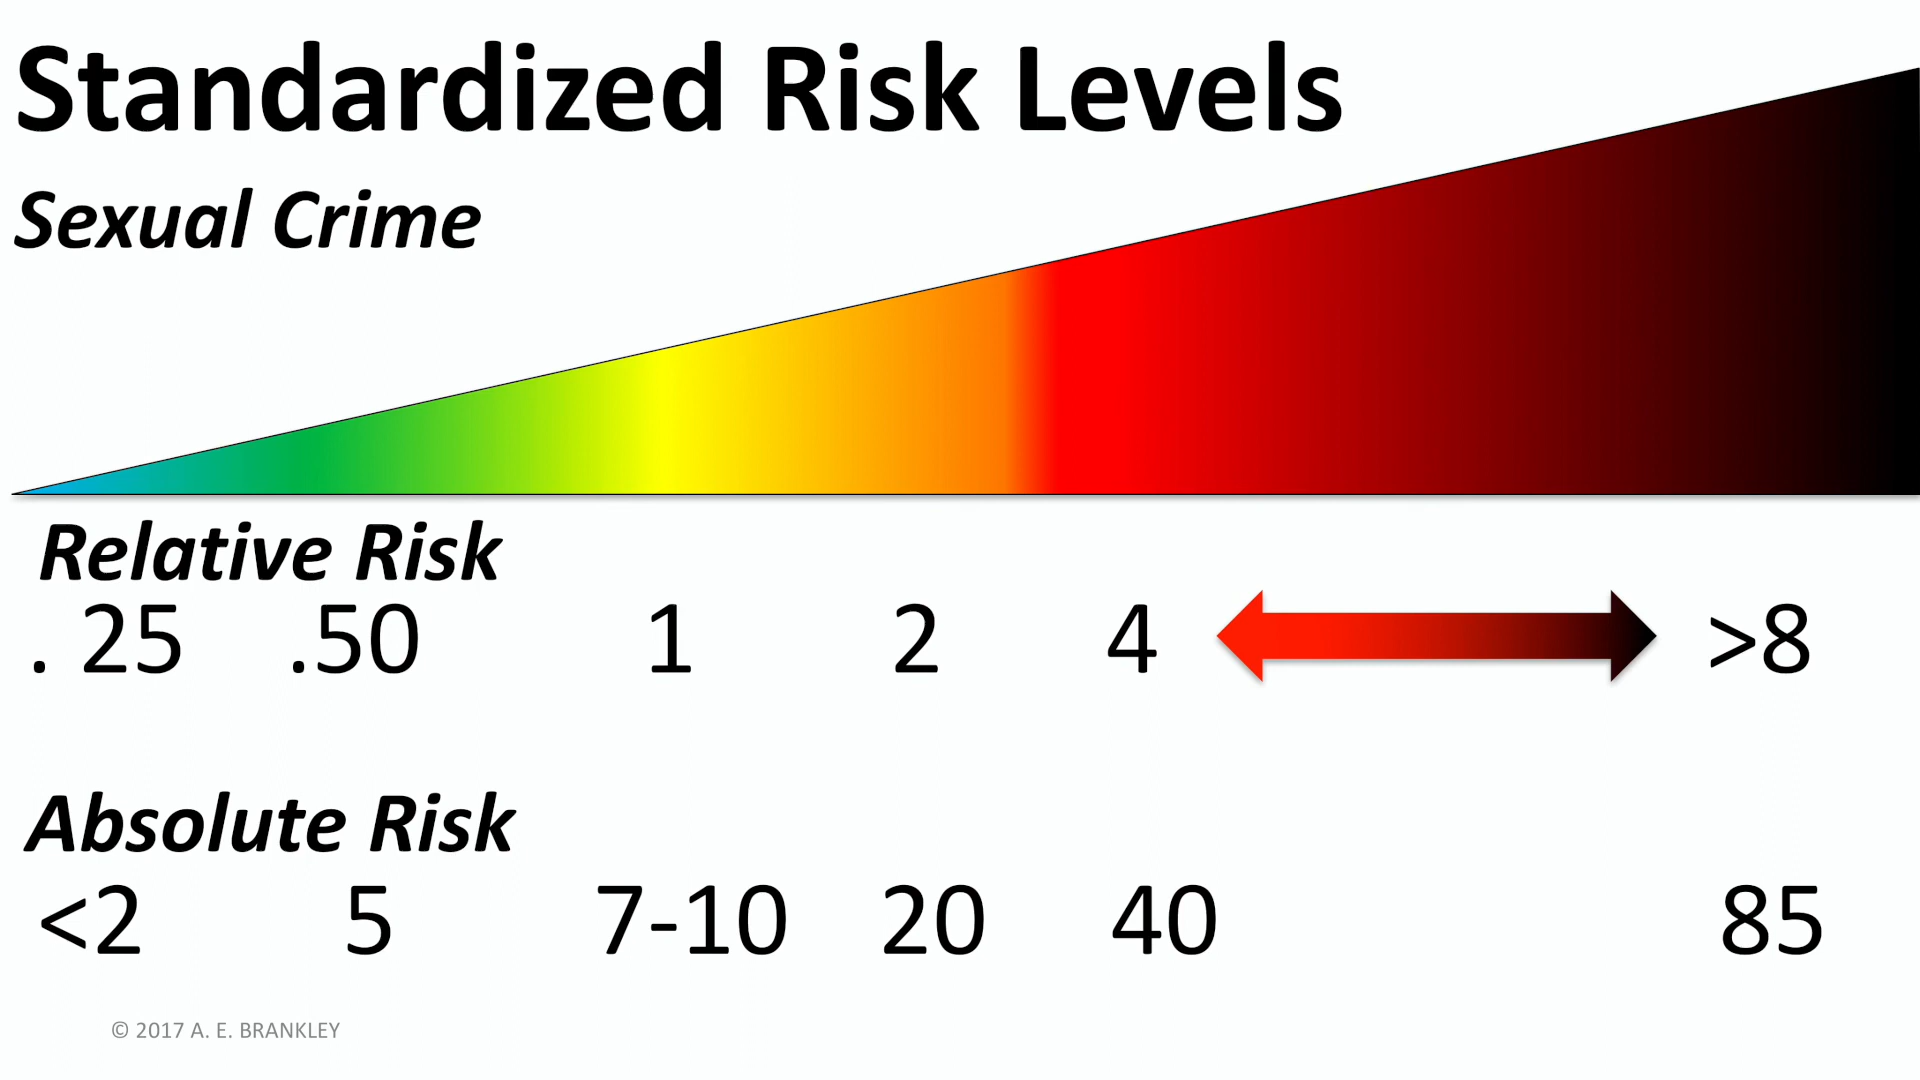 Standardized Risk Levels
Sexual Crime
Relative Risk
. 25 .50 1 2 4 >8
Absolute Risk
<2 5 7-10 20 40 85
© 2017 A. E. BRANKLEY